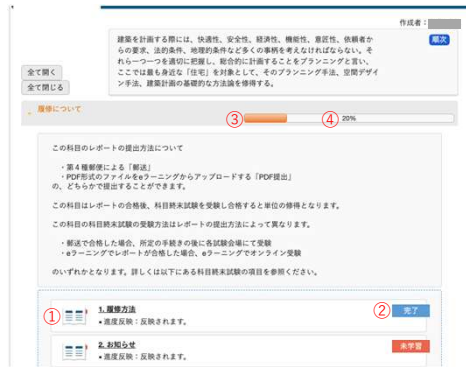 作成者：
建築を計画する際には、快適性、安全性、経済性、機能性、意匠性、依頼者か
らの要求、法的条件、地理的条件など多くの事柄を考えなければならない。そ
れら一つ一つを適切に把握し、総合的に計画することをプランニングと言い、
ここでは最も身近な「住宅」を対象として、そのプランニング手法、空間デザイ
ン手法、建築計画の基礎的な方法論を修得する。
順次
全て開く
全て閉じる
履修について
③ ④ 20%
この科目のレポートの提出方法について
・第４種郵便による「郵送」
・PDF形式のファイルをeラーニングからアップロードする「PDF提出」
の、どちらかで提出することができます。
この科目はレポートの合格後、科目終末試験を受験し合格すると単位の修得となります。
この科目の科目終末試験の受験方法はレポートの提出方法によって異なります。
・郵送で合格した場合、所定の手続きの後に各試験会場にて受験
・eラーニングでレポートが合格した場合、eラーニングでオンライン受験
のいずれかとなります。詳しくは以下にある科目終末試験の項目を参照ください。
① 1. 履修方法 ② 完了
• 進度反映：反映されます。
2. お知らせ 未学習
• 進度反映：反映されます。